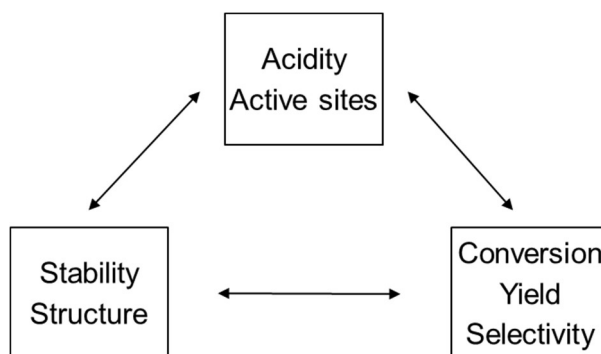 Acidity
Active sites
Stability
Structure
Conversion
Yield
Selectivity